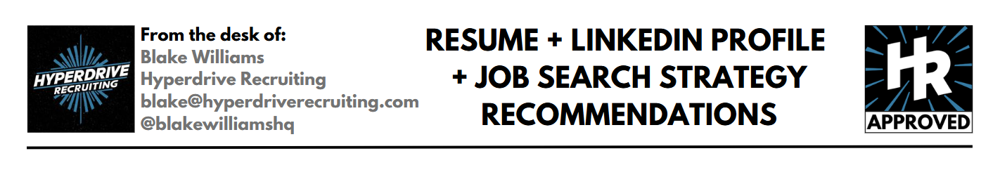 HYPERDRIVE
RECRUITING
From the desk of:
Blake Williams
Hyperdrive Recruiting
blake@hyperdriverecruiting.com
@blakewilliamshq
RESUME + LINKEDIN PROFILE
+ JOB SEARCH STRATEGY
RECOMMENDATIONS
HR
APPROVED